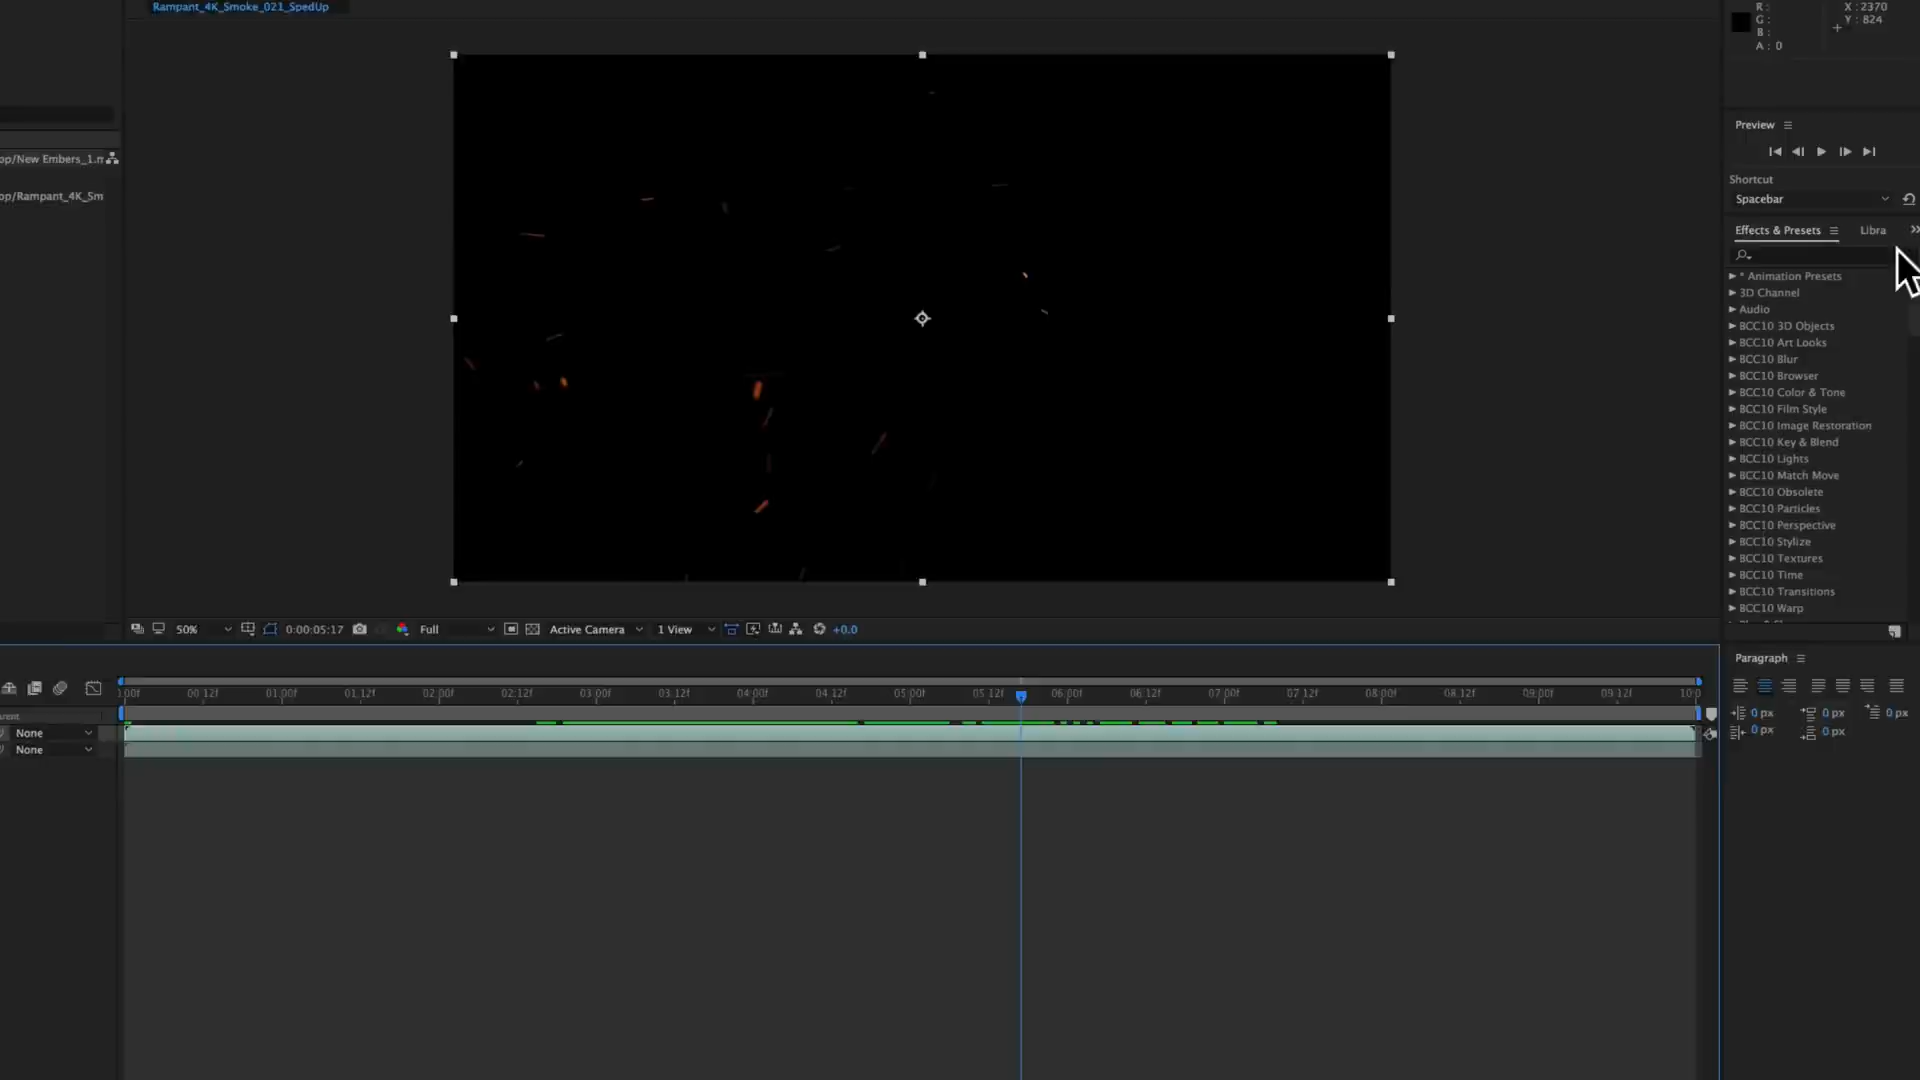 Rampant_4K_Smoke_021_SpedUp
R :
G :
B :
A : 0
X : 2370
Y : 824
op/New Embers_1.m
op/Rampant_4K_Sm
Preview
Shortcut
Spacebar
Effects & Presets
Libra
* Animation Presets
3D Channel
Audio
BCC10 3D Objects
BCC10 Art Looks
BCC10 Blur
BCC10 Browser
BCC10 Color & Tone
BCC10 Film Style
BCC10 Image Restoration
BCC10 Key & Blend
BCC10 Lights
BCC10 Match Move
BCC10 Obsolete
BCC10 Particles
BCC10 Perspective
BCC10 Stylize
BCC10 Textures
BCC10 Time
BCC10 Transitions
BCC10 Warp
50% 0:00:05:17 Full Active Camera 1 View +0.0
Paragraph
0 px 0 px 0 px
0 px 0 px
00:12f 01:00f 01:12f 02:00f 02:12f 03:00f 03:12f 04:00f 04:12f 05:00f 05:12f 06:00f 06:12f 07:00f 07:12f 08:00f 08:12f 09:00f 09:12f 10:0
arent
None
None